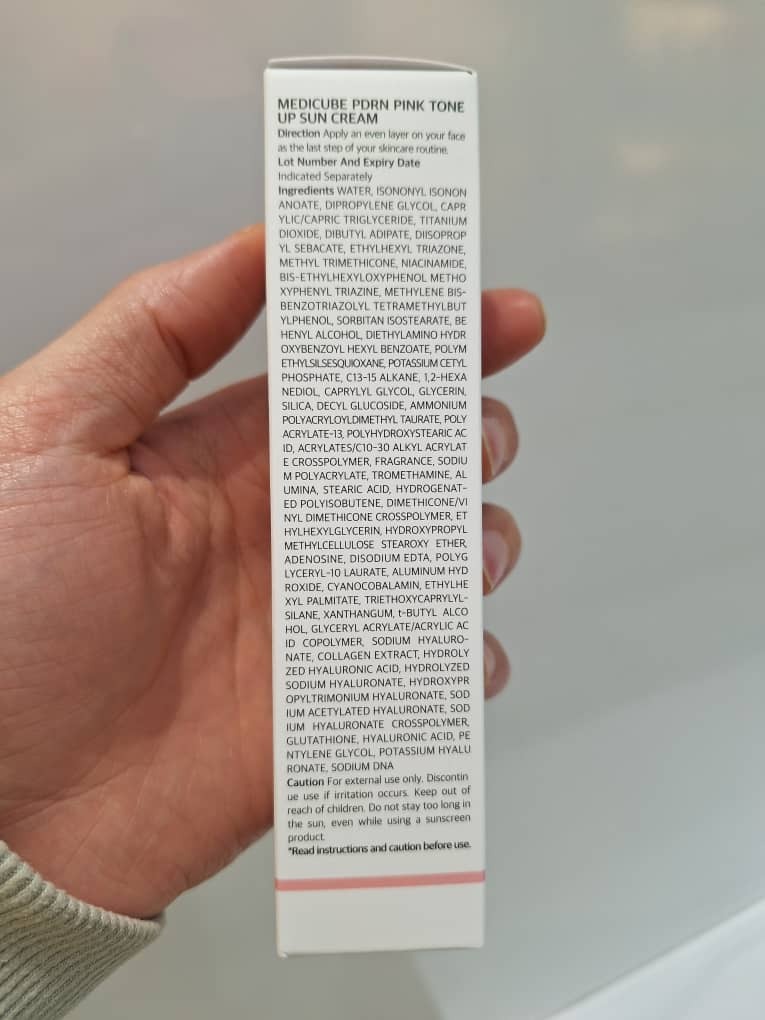 MEDICUBE PDRN PINK TONE
UP SUN CREAM
Direction Apply an even layer on your face
as the last step of your skincare routine.
Lot Number And Expiry Date
Indicated Separately
Ingredients WATER, ISONONYL ISONON
ANOATE, DIPROPYLENE GLYCOL, CAPR
YLIC/CAPRIC TRIGLYCERIDE, TITANIUM
DIOXIDE, DIBUTYL ADIPATE, DIISOPROP
YL SEBACATE, ETHYLHEXYL TRIAZONE,
METHYL TRIMETHICONE, NIACINAMIDE,
BIS-ETHYLHEXYLOXYPHENOL METHO
XYPHENYL TRIAZINE, METHYLENE BIS-
BENZOTRIAZOLYL TETRAMETHYLBUT
YLPHENOL, SORBITAN ISOSTEARATE, BE
HENYL ALCOHOL, DIETHYLAMINO HYDR
OXYBENZOYL HEXYL BENZOATE, POLYM
ETHYLSILSESQUIOXANE, POTASSIUM CETYL
PHOSPHATE, C13-15 ALKANE, 1,2-HEXA
NEDIOL, CAPRYLYL GLYCOL, GLYCERIN,
SILICA, DECYL GLUCOSIDE, AMMONIUM
POLYACRYLOYLDIMETHYL TAURATE, POLY
ACRYLATE-13, POLYHYDROXYSTEARIC AC
ID, ACRYLATES/C10-30 ALKYL ACRYLAT
E CROSSPOLYMER, FRAGRANCE, SODIU
M POLYACRYLATE, TROMETHAMINE, AL
UMINA, STEARIC ACID, HYDROGENAT-
ED POLYISOBUTENE, DIMETHICONE/VI
NYL DIMETHICONE CROSSPOLYMER, ET
HYLHEXYLGLYCERIN, HYDROXYPROPYL
METHYLCELLULOSE STEAROXY ETHER,
ADENOSINE, DISODIUM EDTA, POLYG
LYCERYL-10 LAURATE, ALUMINUM HYD
ROXIDE, CYANOCOBALAMIN, ETHYLHE
XYL PALMITATE, TRIETHOXYCAPRYLYL-
SILANE, XANTHANGUM, t-BUTYL ALCO
HOL, GLYCERYL ACRYLATE/ACRYLIC AC
ID COPOLYMER, SODIUM HYALURO-
NATE, COLLAGEN EXTRACT, HYDROLY
ZED HYALURONIC ACID, HYDROLYZED
SODIUM HYALURONATE, HYDROXYPR
OPYLTRIMONIUM HYALURONATE, SOD
IUM ACETYLATED HYALURONATE, SOD
IUM HYALURONATE CROSSPOLYMER,
GLUTATHIONE, HYALURONIC ACID, PE
NTYLENE GLYCOL, POTASSIUM HYALU
RONATE, SODIUM DNA
Caution For external use only. Discontin
ue use if irritation occurs. Keep out of
reach of children. Do not stay too long in
the sun, even while using a sunscreen
product.
*Read instructions and caution before use.